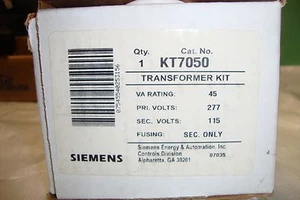 Qty. Cat. No.
1 KT7050
TRANSFORMER KIT
VA RATING: 45
PRI. VOLTS: 277
SEC. VOLTS: 115
FUSING: SEC. ONLY
SIEMENS
Siemens Energy & Automation, Inc
Controls Division 87035
Alpharetta, GA 30201